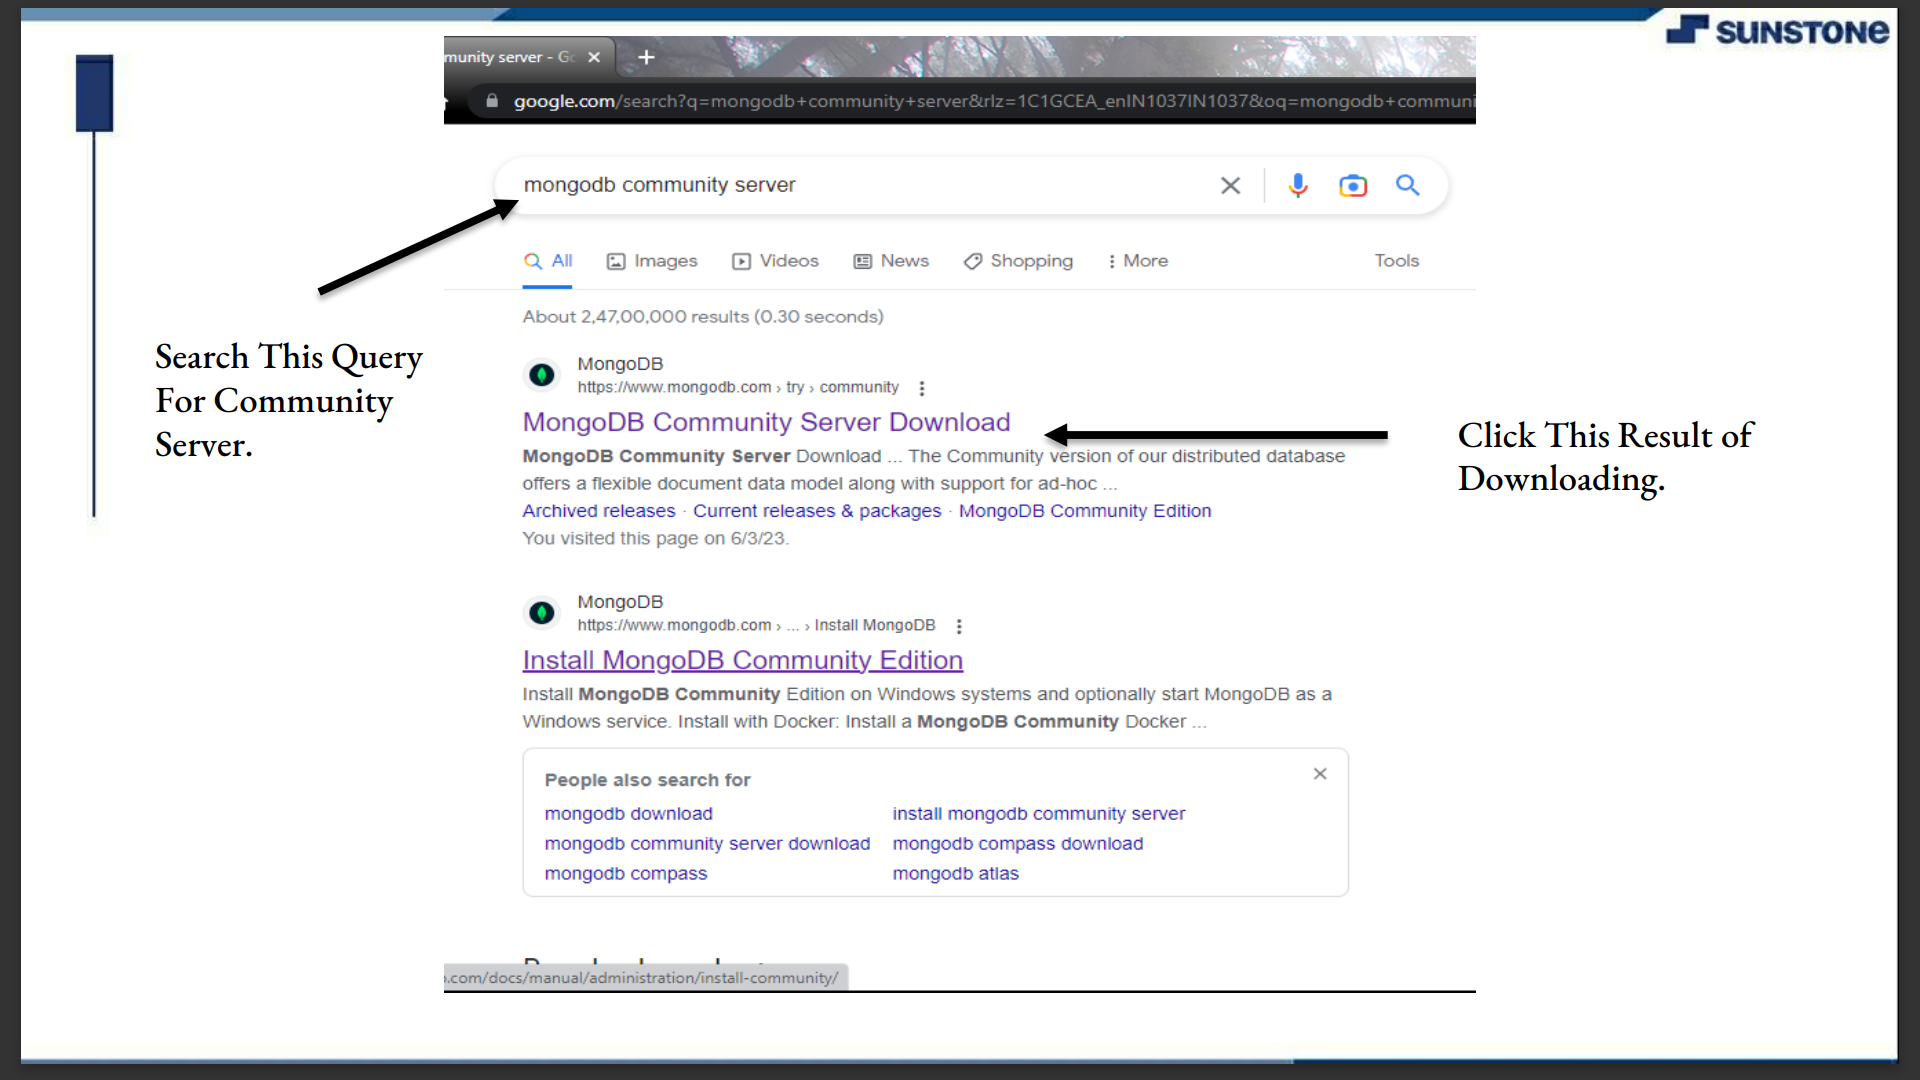 SUNSTONE
munity server - Go
google.com/search?q=mongodb+community+server&rlz=1C1GCEA_enIN1037IN1037&oq=mongodb+communi
mongodb community server
All Images Videos News Shopping More Tools
About 2,47,00,000 results (0.30 seconds)
Search This Query
For Community
Server.
MongoDB
https://www.mongodb.com › try › community
MongoDB Community Server Download
MongoDB Community Server Download ... The Community version of our distributed database
offers a flexible document data model along with support for ad-hoc ...
Archived releases · Current releases & packages · MongoDB Community Edition
You visited this page on 6/3/23.
Click This Result of
Downloading.
MongoDB
https://www.mongodb.com › ... › Install MongoDB
Install MongoDB Community Edition
Install MongoDB Community Edition on Windows systems and optionally start MongoDB as a
Windows service. Install with Docker: Install a MongoDB Community Docker ...
People also search for
mongodb download install mongodb community server
mongodb community server download mongodb compass download
mongodb compass mongodb atlas
.com/docs/manual/administration/install-community/